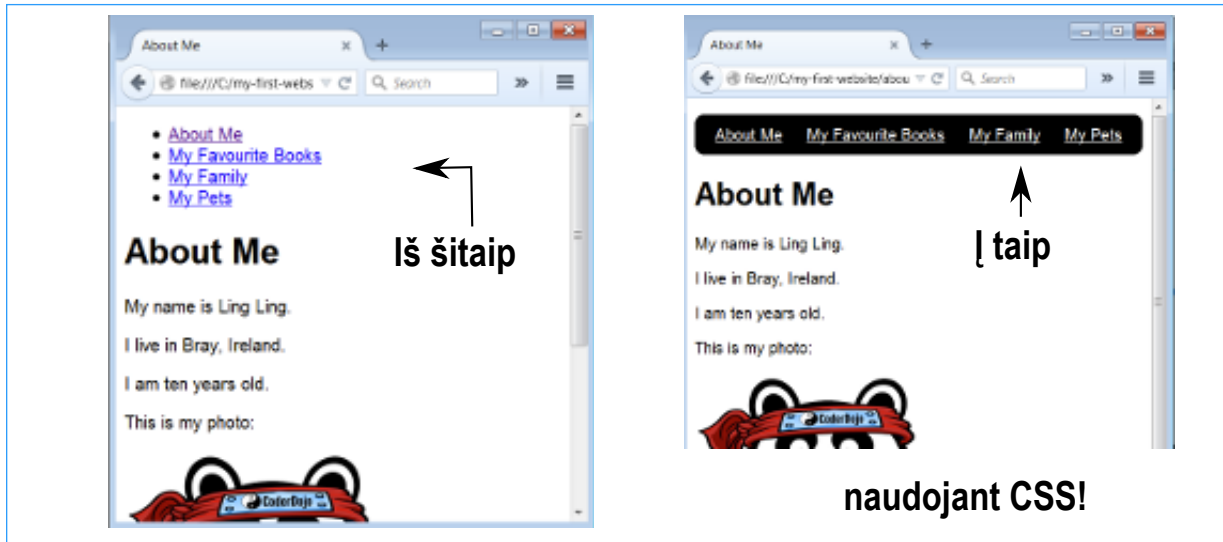 About Me
file:///C/my-first-webs
Search
About Me
My Favourite Books
My Family
My Pets
About Me
My name is Ling Ling.
I live in Bray, Ireland.
I am ten years old.
This is my photo:
CoderDojo
Iš šitaip
About Me
file:///C/my-first-website/abou
Search
About Me My Favourite Books My Family My Pets
About Me
My name is Ling Ling.
I live in Bray, Ireland.
I am ten years old.
This is my photo:
CoderDojo
Į taip
naudojant CSS!